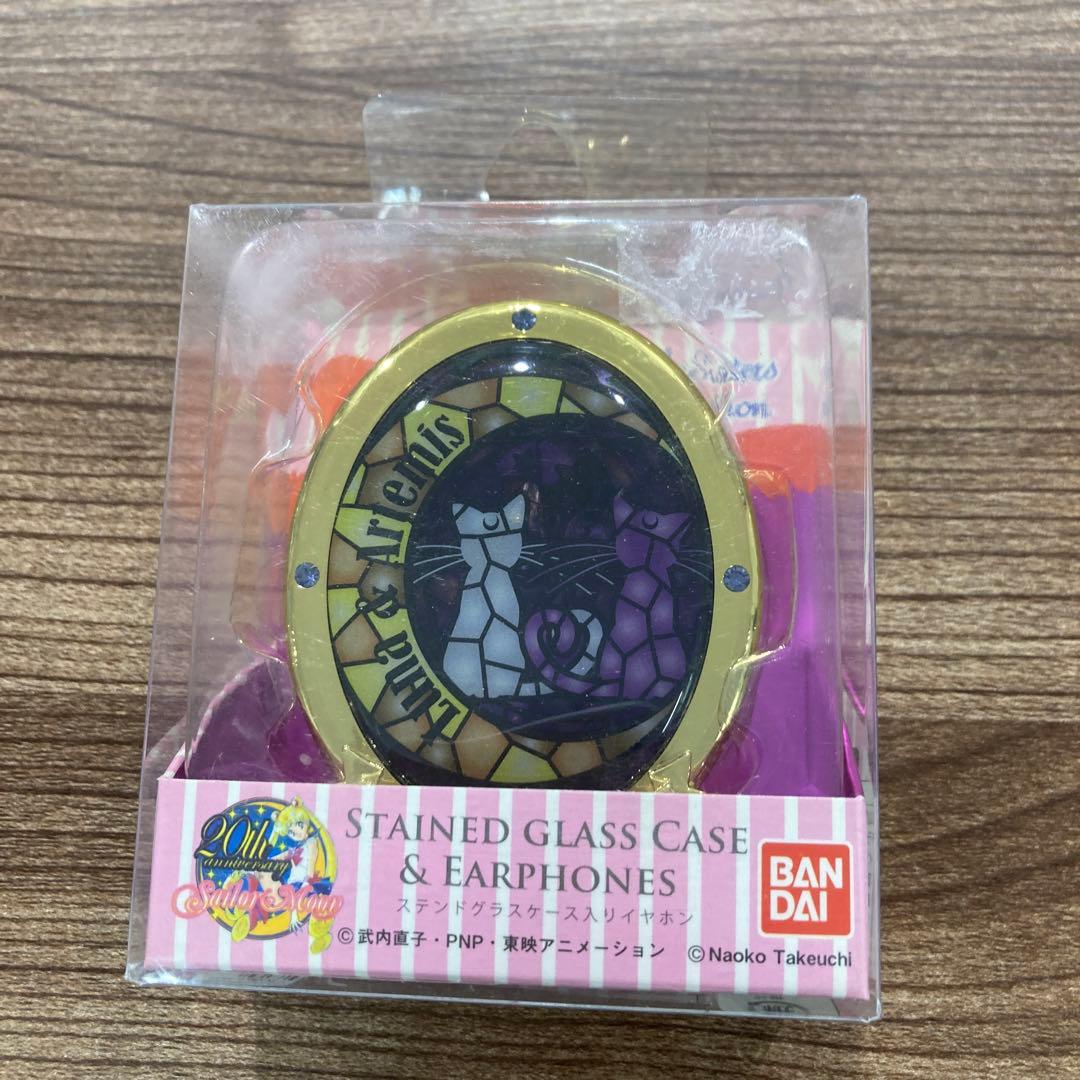 Luna & Artemis
20th
anniversary
Sailor Moon
STAINED GLASS CASE
& EARPHONES
ステンドグラスケース入りイヤホン
BAN
DAI
©武内直子・PNP・東映アニメーション
©Naoko Takeuchi